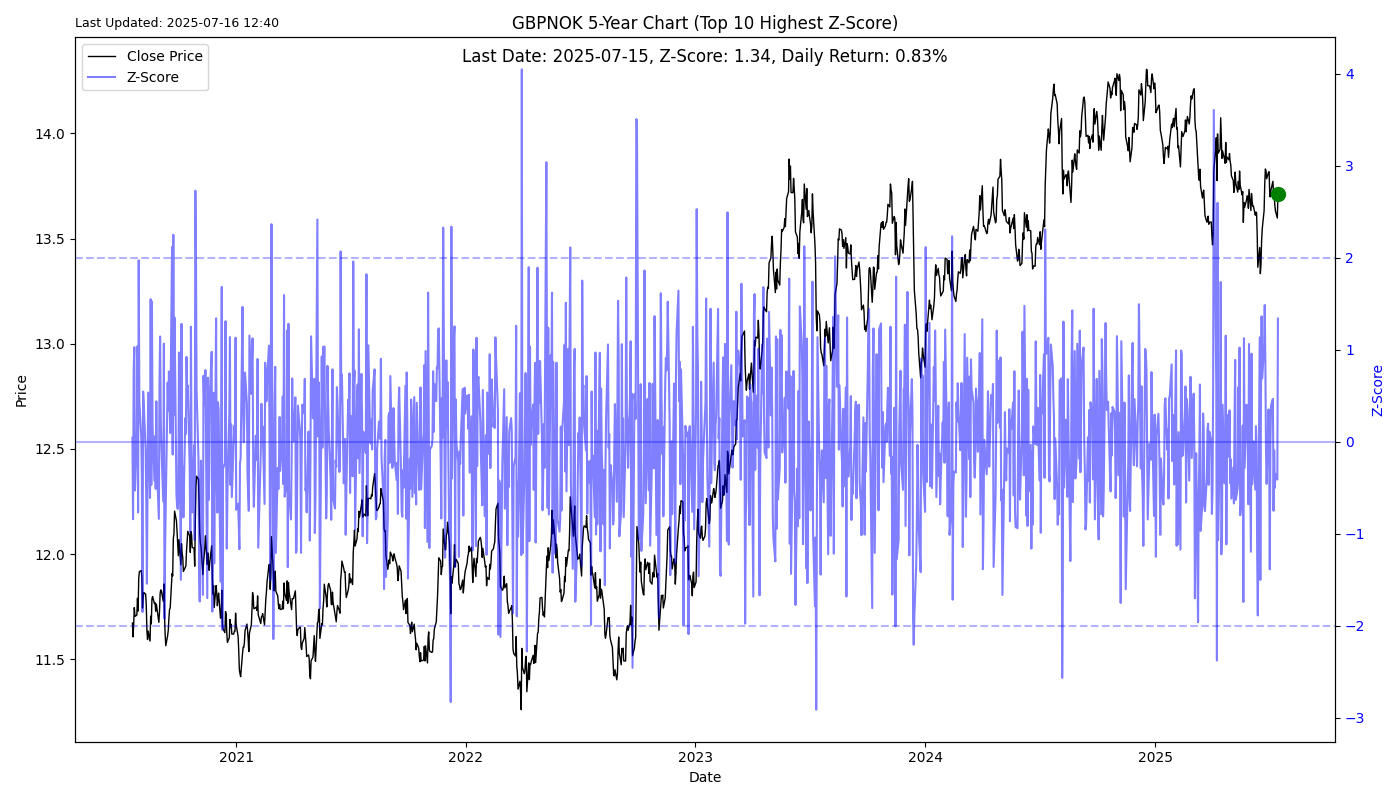 Last Updated: 2025-07-16 12:40
GBPNOK 5-Year Chart (Top 10 Highest Z-Score)
Last Date: 2025-07-15, Z-Score: 1.34, Daily Return: 0.83%
Close Price
Z-Score
Price
14.0
13.5
13.0
12.5
12.0
11.5
4
3
2
1
0
−1
−2
−3
Z-Score
2021
2022
2023
2024
2025
Date